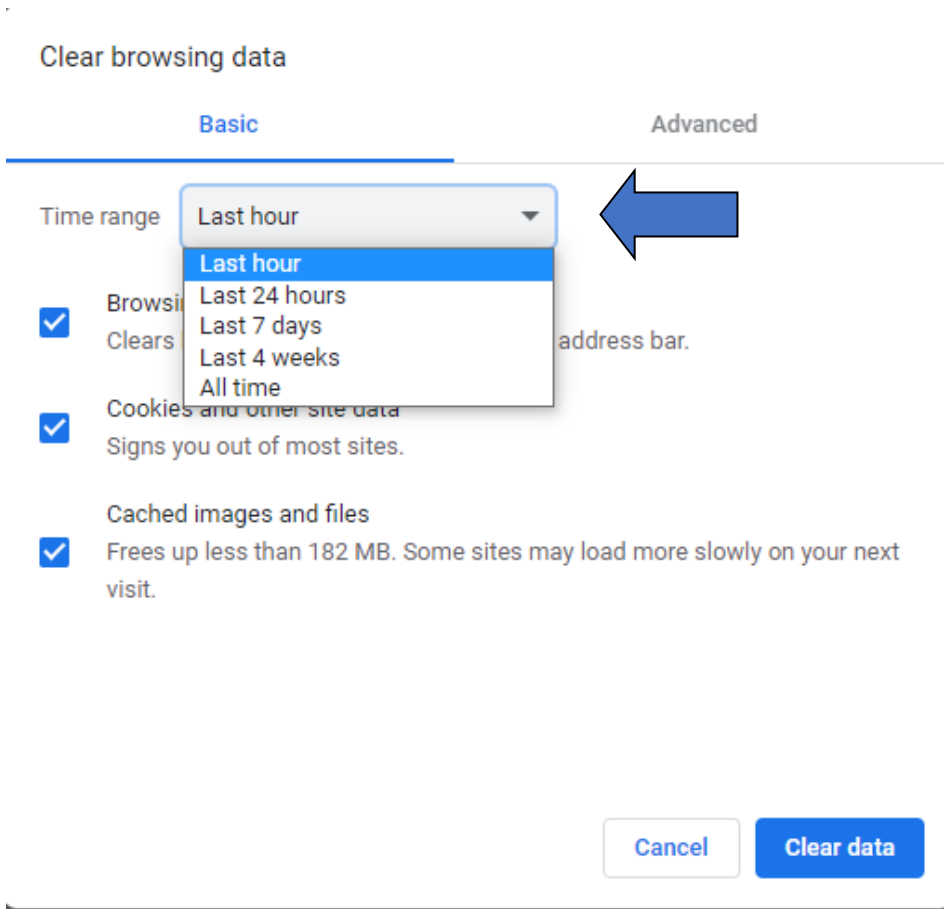 Clear browsing data
Basic Advanced
Time range Last hour
Last hour
Last 24 hours
Last 7 days
Last 4 weeks
All time
Clears address bar.
Cookies and other site data
Signs you out of most sites.
Cached images and files
Frees up less than 182 MB. Some sites may load more slowly on your next
visit.
Cancel Clear data